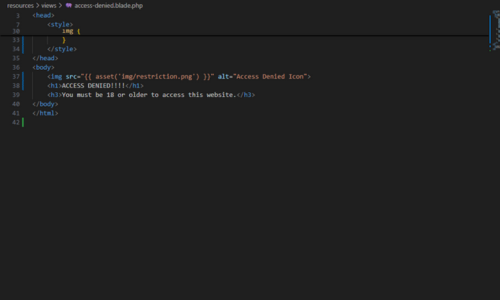 resources > views > access-denied.blade.php
3 <head>
7 <style>
30 img {
33 }
34 </style>
35 </head>
36 <body>
37 <img src="{{ asset('img/restriction.png') }}" alt="Access Denied Icon">
38 <h1>ACCESS DENIED!!!!</h1>
39 <h3>You must be 18 or older to access this website.</h3>
40 </body>
41 </html>
42